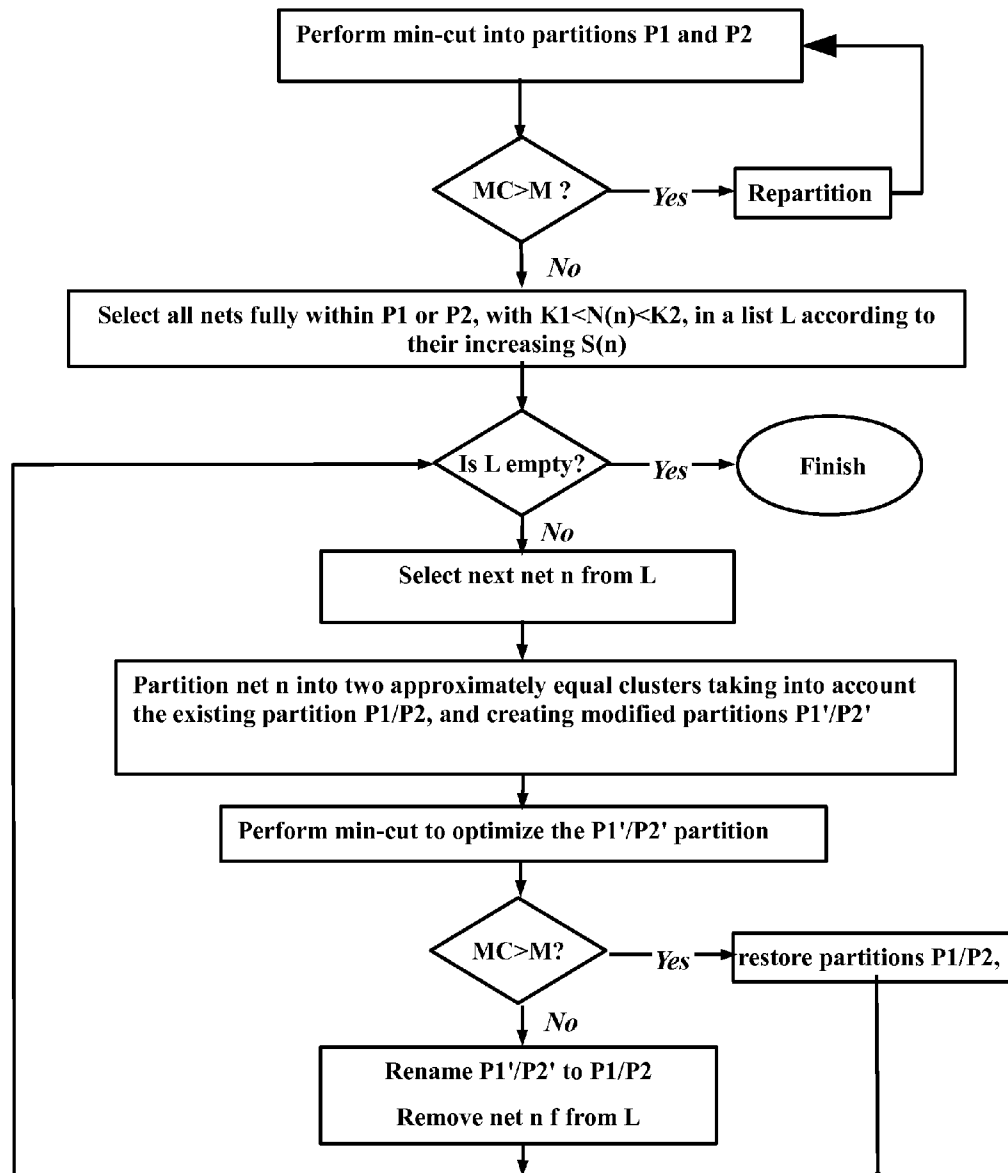 Perform min-cut into partitions P1 and P2
MC>M ?
Yes
Repartition
No
Select all nets fully within P1 or P2, with K1<N(n)<K2, in a list L according to
their increasing S(n)
Is L empty?
Yes
Finish
No
Select next net n from L
Partition net n into two approximately equal clusters taking into account
the existing partition P1/P2, and creating modified partitions P1'/P2'
Perform min-cut to optimize the P1'/P2' partition
MC>M?
Yes
restore partitions P1/P2,
No
Rename P1'/P2' to P1/P2
Remove net n f from L